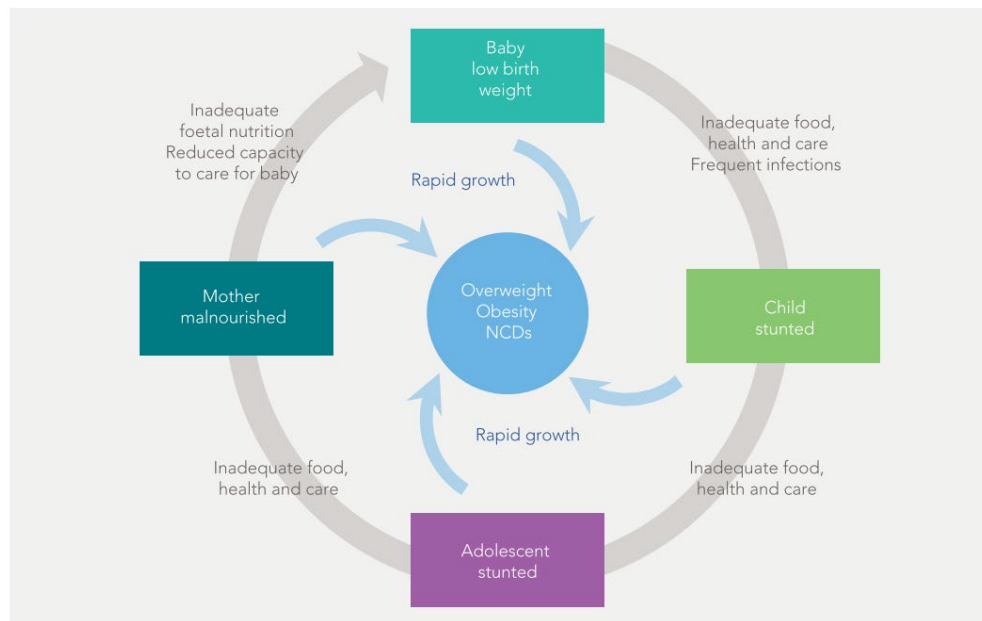 Baby
low birth
weight
Inadequate
foetal nutrition
Reduced capacity
to care for baby
Inadequate food,
health and care
Frequent infections
Rapid growth
Mother
malnourished
Overweight
Obesity
NCDs
Child
stunted
Rapid growth
Inadequate food,
health and care
Inadequate food,
health and care
Adolescent
stunted